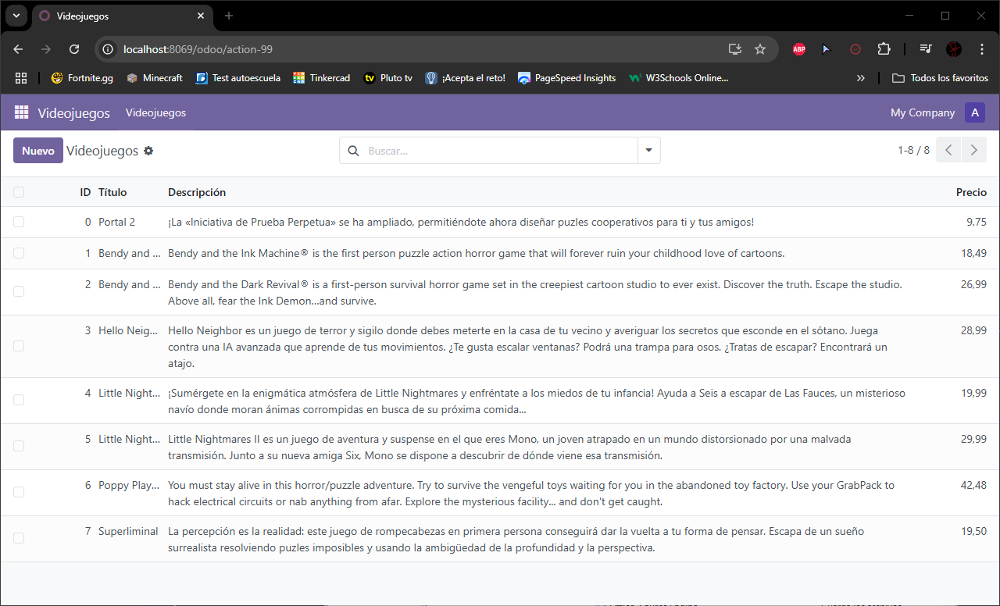 Videojuegos
localhost:8069/odoo/action-99
ABP
Fortnite.gg Minecraft Test autoescuela Tinkercad Pluto tv ¡Acepta el reto! PageSpeed Insights W3Schools Online... Todos los favoritos
Videojuegos Videojuegos My Company A
Nuevo Videojuegos Buscar... 1-8 / 8
ID Título Descripción Precio
0 Portal 2 ¡La «Iniciativa de Prueba Perpetua» se ha ampliado, permitiéndote ahora diseñar puzles cooperativos para ti y tus amigos! 9,75
1 Bendy and ... Bendy and the Ink Machine® is the first person puzzle action horror game that will forever ruin your childhood love of cartoons. 18,49
2 Bendy and ... Bendy and the Dark Revival® is a first-person survival horror game set in the creepiest cartoon studio to ever exist. Discover the truth. Escape the studio. 26,99
Above all, fear the Ink Demon...and survive.
3 Hello Neig... Hello Neighbor es un juego de terror y sigilo donde debes meterte en la casa de tu vecino y averiguar los secretos que esconde en el sótano. Juega 28,99
contra una IA avanzada que aprende de tus movimientos. ¿Te gusta escalar ventanas? Podrá una trampa para osos. ¿Tratas de escapar? Encontrará un
atajo.
4 Little Night... ¡Sumérgete en la enigmática atmósfera de Little Nightmares y enfréntate a los miedos de tu infancia! Ayuda a Seis a escapar de Las Fauces, un misterioso 19,99
navío donde moran ánimas corrompidas en busca de su próxima comida...
5 Little Night... Little Nightmares II es un juego de aventura y suspense en el que eres Mono, un joven atrapado en un mundo distorsionado por una malvada 29,99
transmisión. Junto a su nueva amiga Six, Mono se dispone a descubrir de dónde viene esa transmisión.
6 Poppy Play... You must stay alive in this horror/puzzle adventure. Try to survive the vengeful toys waiting for you in the abandoned toy factory. Use your GrabPack to 42,48
hack electrical circuits or nab anything from afar. Explore the mysterious facility... and don't get caught.
7 Superliminal La percepción es la realidad: este juego de rompecabezas en primera persona conseguirá dar la vuelta a tu forma de pensar. Escapa de un sueño 19,50
surrealista resolviendo puzles imposibles y usando la ambigüedad de la profundidad y la perspectiva.